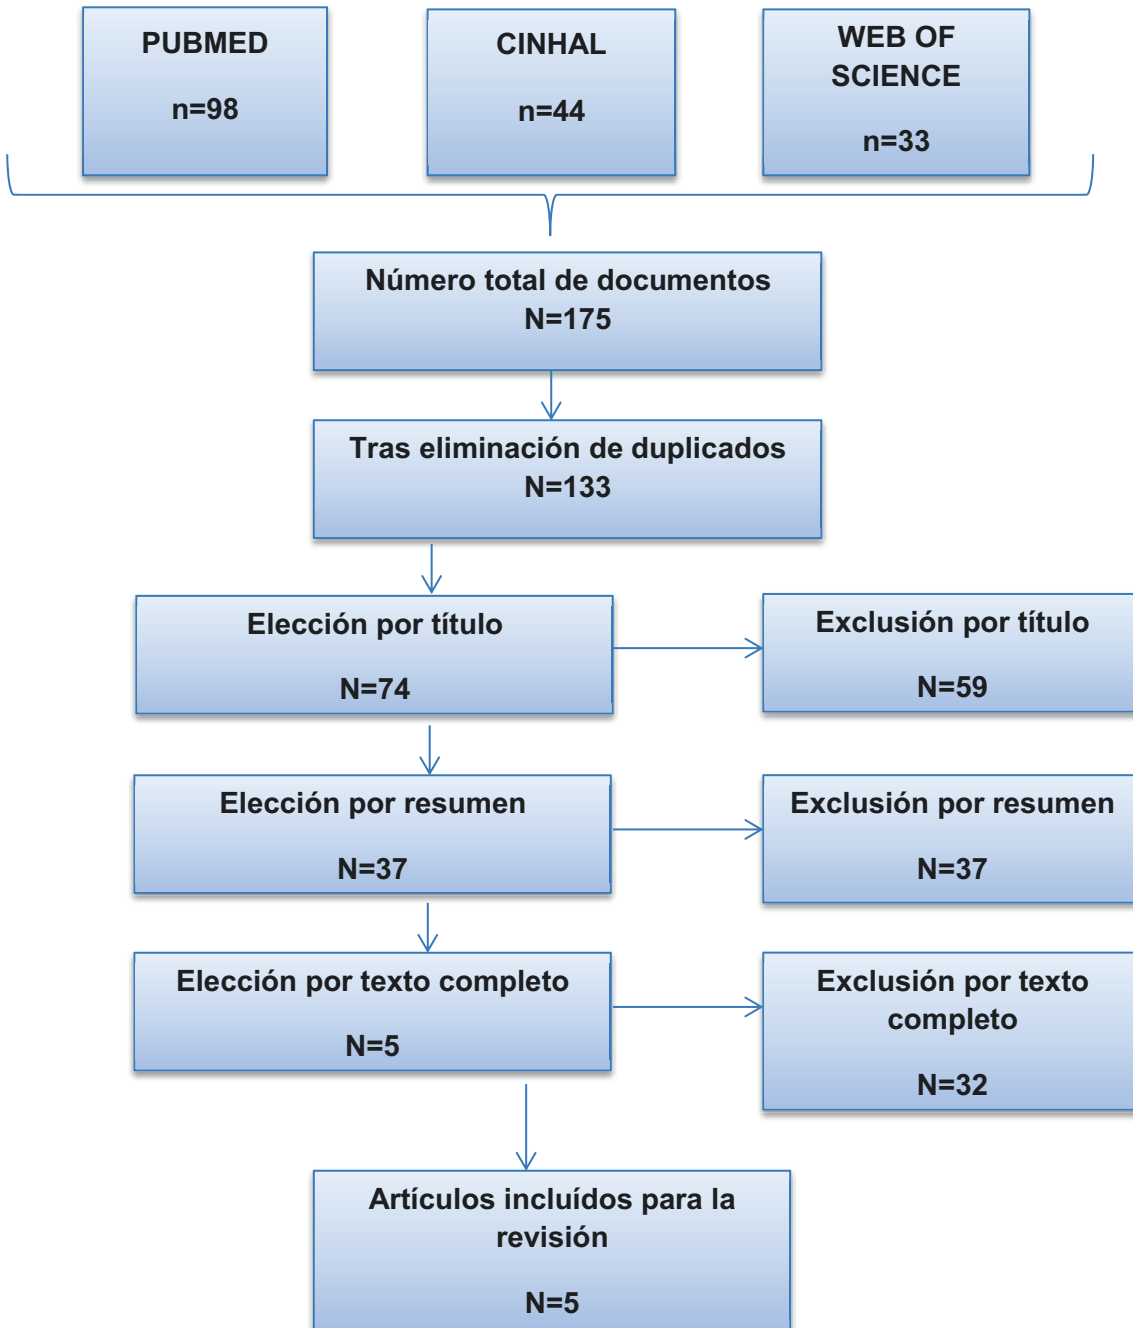 PUBMED
n=98
CINHAL
n=44
WEB OF
SCIENCE
n=33
Número total de documentos
N=175
Tras eliminación de duplicados
N=133
Elección por título
N=74
Exclusión por título
N=59
Elección por resumen
N=37
Exclusión por resumen
N=37
Elección por texto completo
N=5
Exclusión por texto
completo
N=32
Artículos incluídos para la
revisión
N=5